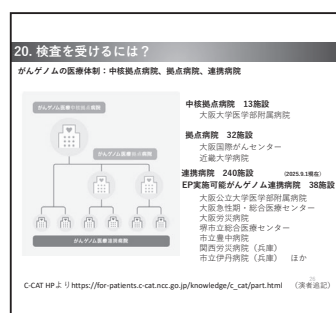 20. 検査を受けるには？
がんゲノムの医療体制：中核拠点病院、拠点病院、連携病院
がんゲノム医療中核拠点病院
がんゲノム医療拠点病院
がんゲノム医療連携病院
中核拠点病院　13施設
大阪大学医学部附属病院
拠点病院　32施設
大阪国際がんセンター
近畿大学病院
連携病院　240施設　(2025.9.1現在)
EP実施可能がんゲノム連携病院　38施設
大阪公立大学医学部附属病院
大阪急性期・総合医療センター
大阪労災病院
堺市立総合医療センター
市立豊中病院
関西労災病院（兵庫）
市立伊丹病院（兵庫）　ほか
C-CAT HPよりhttps://for-patients.c-cat.ncc.go.jp/knowledge/c_cat/part.html　（演者追記）